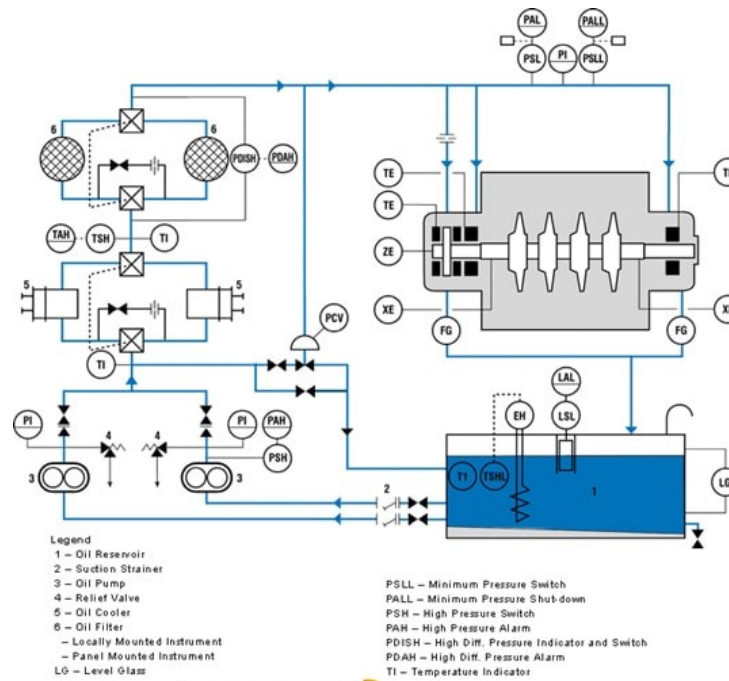 PAL
PALL
PSL
PI
PSLL
6
6
PDISH
PDAH
TE
TAH
TSH
TI
TE
ZE
5
5
XE
PCV
FG
FG
TI
LAL
PI
4
4
PI
PAH
EH
LSL
3
PSH
3
2
T1
TSHL
1
LG
Legend
1 – Oil Reservoir
2 – Suction Strainer
3 – Oil Pump
4 – Relief Valve
5 – Oil Cooler
6 – Oil Filter
– Locally Mounted Instrument
– Panel Mounted Instrument
LG – Level Glass
PSLL – Minimum Pressure Switch
PALL – Minimum Pressure Shut-down
PSH – High Pressure Switch
PAH – High Pressure Alarm
PDISH – High Diff. Pressure Indicator and Switch
PDAH – High Diff. Pressure Alarm
TI – Temperature Indicator